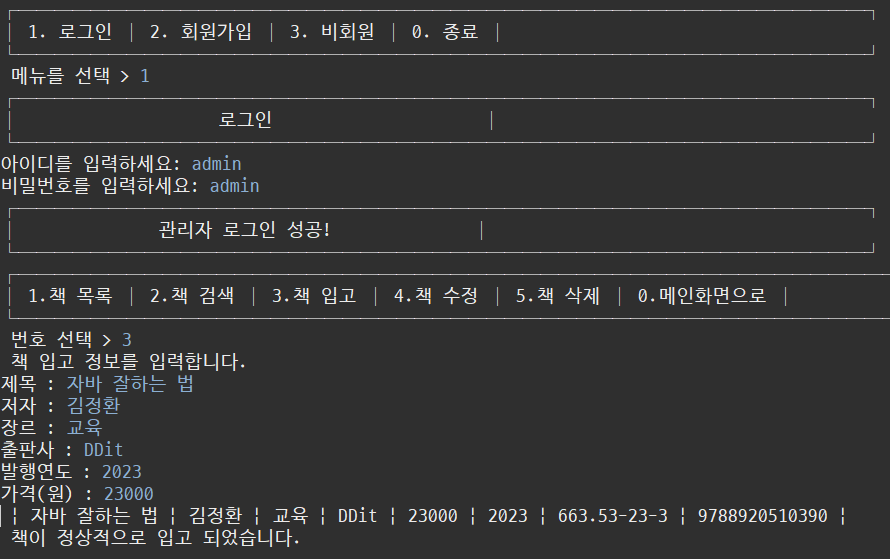 | 1. 로그인 | 2. 회원가입 | 3. 비회원 | 0. 종료 |
메뉴를 선택 > 1
| 로그인 |
아이디를 입력하세요: admin
비밀번호를 입력하세요: admin
| 관리자 로그인 성공! |
| 1.책 목록 | 2.책 검색 | 3.책 입고 | 4.책 수정 | 5.책 삭제 | 0.메인화면으로 |
번호 선택 > 3
책 입고 정보를 입력합니다.
제목 : 자바 잘하는 법
저자 : 김정환
장르 : 교육
출판사 : DDit
발행연도 : 2023
가격(원) : 23000
¦ 자바 잘하는 법 ¦ 김정환 ¦ 교육 ¦ DDit ¦ 23000 ¦ 2023 ¦ 663.53-23-3 ¦ 9788920510390 ¦
책이 정상적으로 입고 되었습니다.